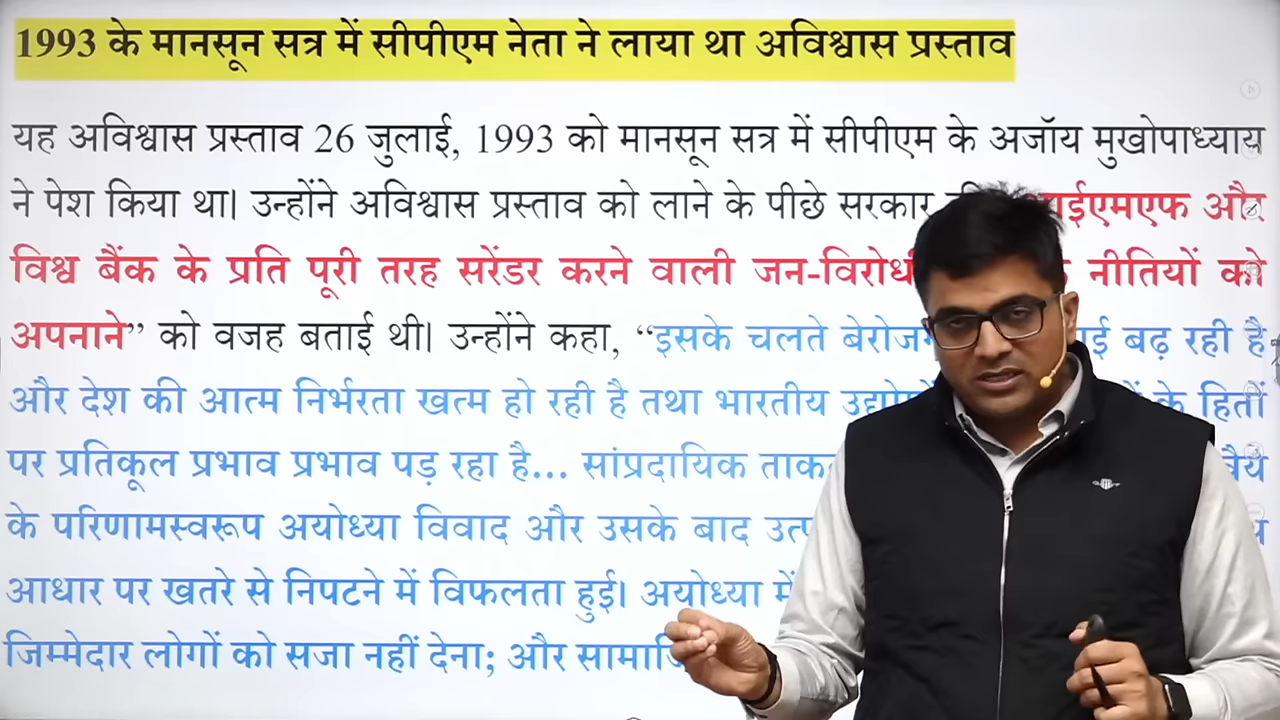 1993 के मानसून सत्र में सीपीएम नेता ने लाया था अविश्वास प्रस्ताव
यह अविश्वास प्रस्ताव 26 जुलाई, 1993 को मानसून सत्र में सीपीएम के अजॉय मुखोपाध्याय
ने पेश किया था। उन्होंने अविश्वास प्रस्ताव को लाने के पीछे सरकार और
विश्व बैंक के प्रति पूरी तरह सरेंडर करने वाली नीतियों को
अपनाने” को वजह बताई थी। उन्होंने कहा, “इसके चलते बढ़ रही है
और देश की आत्म निर्भरता खत्म हो रही है तथा भारतीय के हितों
पर प्रतिकूल प्रभाव प्रभाव पड़ रहा है... सांप्रदायिक
के परिणामस्वरूप अयोध्या विवाद और उसके बाद
आधार पर खतरे से निपटने में विफलता हुई। अयोध्या में
जिम्मेदार लोगों को सजा नहीं देना; और